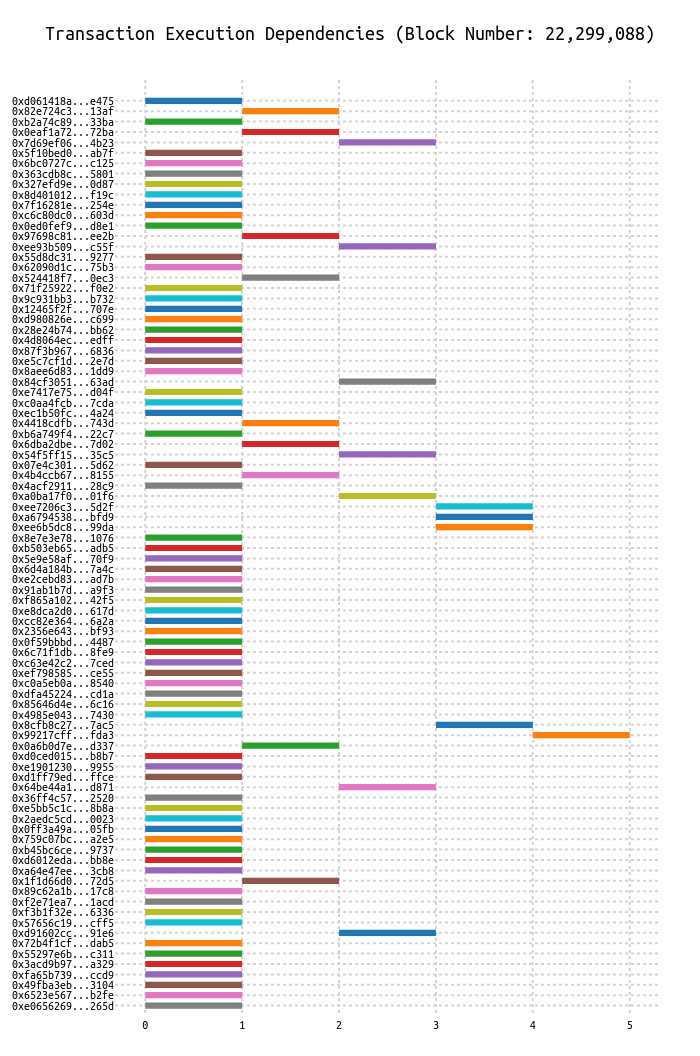 Transaction Execution Dependencies (Block Number: 22,299,088)
0xd061418a...e475
0x82e724c3...13af
0xb2a74c89...33ba
0x0eaf1a72...72ba
0x7d69ef06...4b23
0x5f10bed0...ab7f
0x6bc0727c...c125
0x363cdb8c...5801
0x327efd9e...0d87
0x8d401012...f19c
0x7f16281e...254e
0xc6c80dc0...603d
0x0ed0fef9...d8e1
0x97698c81...ee2b
0xee93b509...c55f
0x55d8dc31...9277
0x62090d1c...75b3
0x524418f7...0ec3
0x71f25922...f0e2
0x9c931bb3...b732
0x12465f2f...707e
0xd980826e...c699
0x28e24b74...bb62
0x4d8064ec...edff
0x87f3b967...6836
0xe5c7cf1d...2e7d
0x8aee6d83...1dd9
0x84cf3051...63ad
0xe7417e75...d04f
0xc0aa4fcb...7cda
0xec1b50fc...4a24
0x4418cdfb...743d
0xb6a749f4...22c7
0x6dba2dbe...7d02
0x54f5ff15...35c5
0x07e4c301...5d62
0x4b4ccb67...8155
0x4acf2911...28c9
0xa0ba17f0...01f6
0xee7206c3...5d2f
0xa6794538...bfd9
0xee6b5dc8...99da
0x8e7e3e78...1076
0xb503eb65...adb5
0x5e9e58af...70f9
0x6d4a184b...7a4c
0xe2cebd83...ad7b
0x91ab1b7d...a9f3
0xf865a102...42f5
0xe8dca2d0...617d
0xcc82e364...6a2a
0x2356e643...bf93
0x0f59bbbd...4487
0x6c71f1db...8fe9
0xc63e42c2...7ced
0xef798585...ce55
0xc0a5eb0a...8540
0xdfa45224...cd1a
0x85646d4e...6c16
0x4985e043...7430
0x8cfb8c27...7ac5
0x99217cff...fda3
0x0a6b0d7e...d337
0xd0ced015...b8b7
0xe1901230...9955
0xd1ff79ed...ffce
0x64be44a1...d871
0x36ff4c57...2520
0xe5bb5c1c...8b8a
0x2aedc5cd...0023
0x0ff3a49a...05fb
0x759c07bc...a2e5
0xb45bc6ce...9737
0xd6012eda...bb8e
0xa64e47ee...3cb8
0x1f1d66d0...72d5
0x89c62a1b...17c8
0xf2e71ea7...1acd
0xf3b1f32e...6336
0x57656c19...cff5
0xd91602cc...91e6
0x72b4f1cf...dab5
0x55297e6b...c311
0x3acd9b97...a329
0xfa65b739...ccd9
0x49fba3eb...3104
0x6523e567...b2fe
0xe0656269...265d
0 1 2 3 4 5